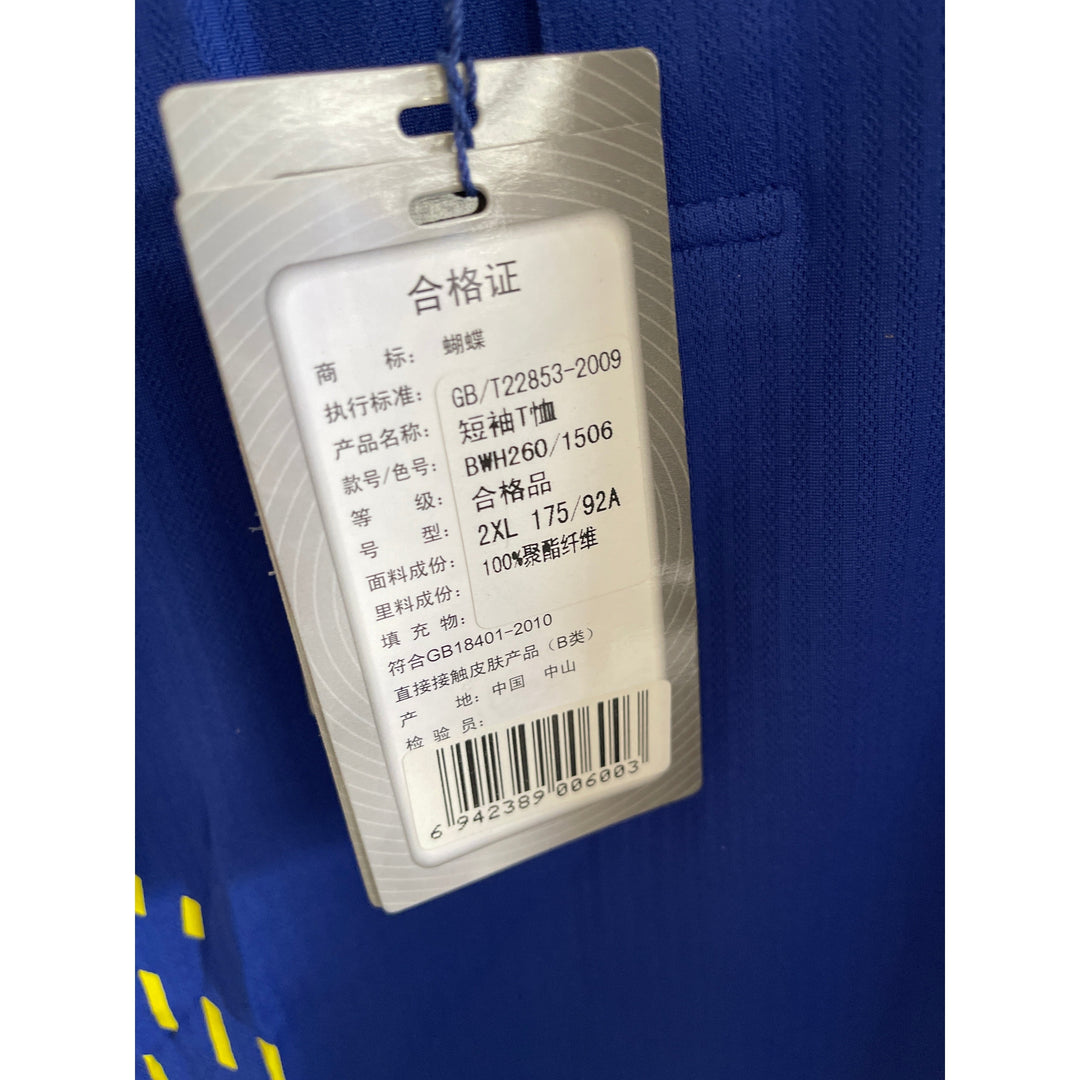 合格证
商 标： 蝴蝶
执行标准： GB/T22853-2009
产品名称： 短袖T恤
款号/色号： BWH260/1506
等 级： 合格品
号 型： 2XL 175/92A
面料成份： 100%聚酯纤维
里料成份：
填 充 物：
符合GB18401-2010
直接接触皮肤产品（B类）
产 地： 中国 中山
检 验 员：
6 942389 006003